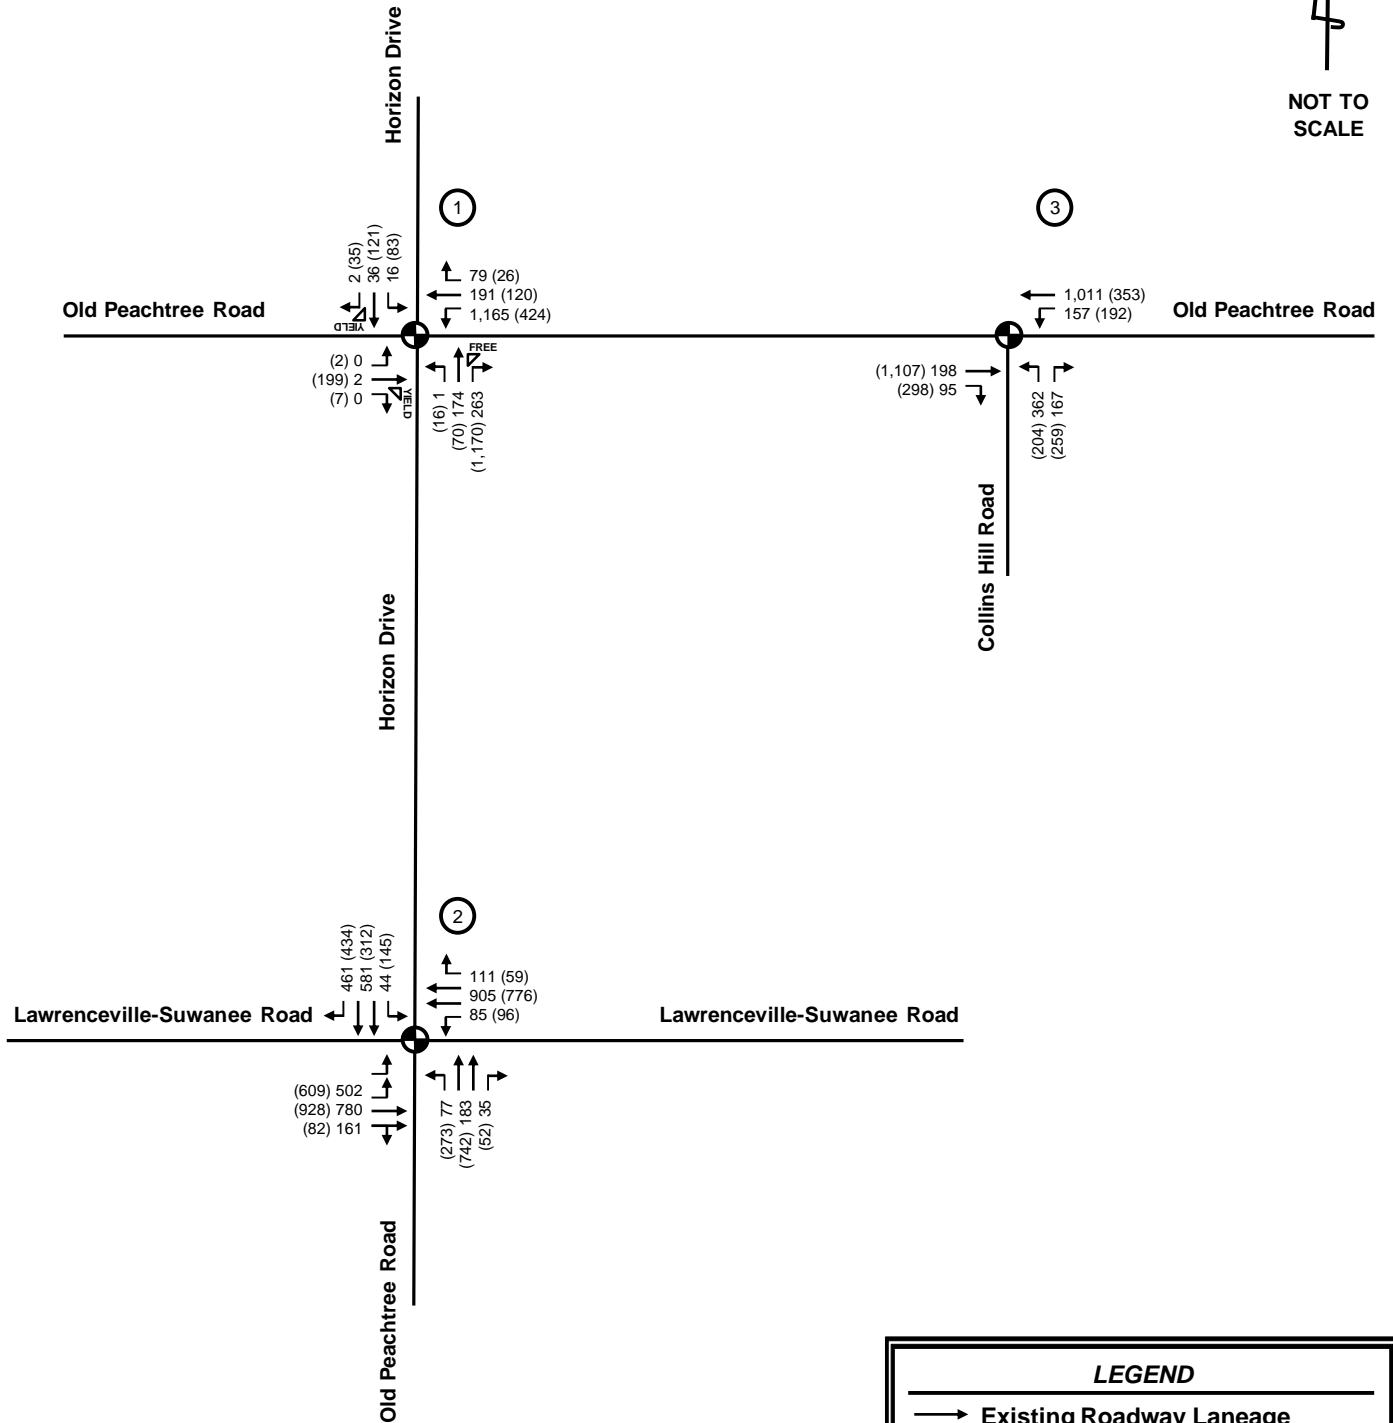 Horizon Drive
NOT TO
SCALE
1
3
2 (35)
36 (121)
16 (83)
79 (26)
191 (120)
1,165 (424)
Old Peachtree Road
YIELD
1,011 (353)
157 (192)
Old Peachtree Road
FREE
(2) 0
(199) 2
(7) 0
YIELD
(16) 1
(70) 174
(1,170) 263
(1,107) 198
(298) 95
(204) 362
(259) 167
Collins Hill Road
Horizon Drive
2
461 (434)
581 (312)
44 (145)
111 (59)
905 (776)
85 (96)
Lawrenceville-Suwanee Road
Lawrenceville-Suwanee Road
(609) 502
(928) 780
(82) 161
(273) 77
(742) 183
(52) 35
Old Peachtree Road
LEGEND
Existing Roadway Laneage